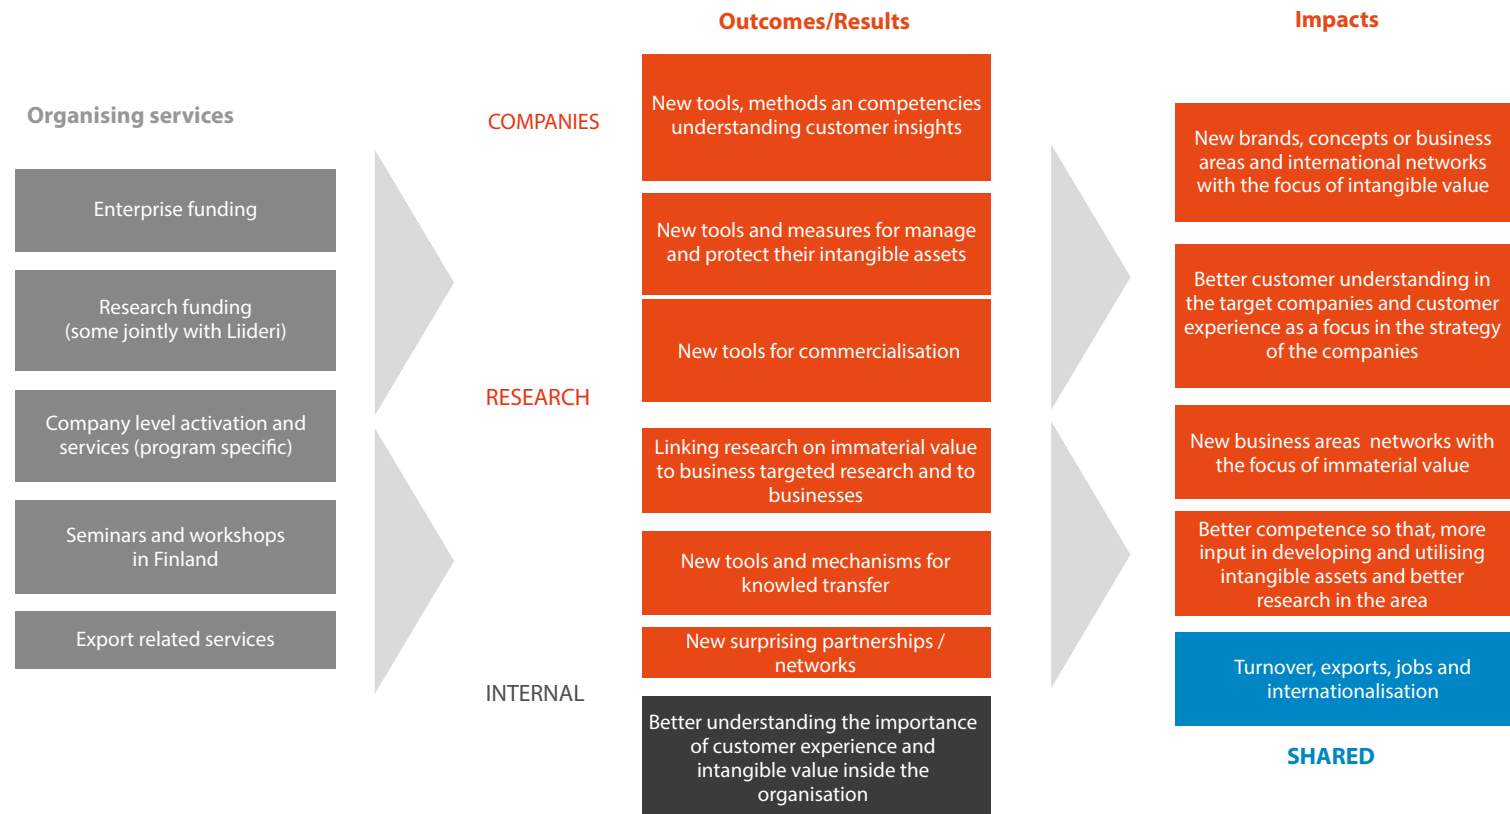 Organising services
Enterprise funding
Research funding
(some jointly with Liideri)
Company level activation and
services (program specific)
Seminars and workshops
in Finland
Export related services
Outcomes/Results
COMPANIES
New tools, methods an competencies
understanding customer insights
New tools and measures for manage
and protect their intangible assets
New tools for commercialisation
RESEARCH
Linking research on immaterial value
to business targeted research and to
businesses
New tools and mechanisms for
knowled transfer
New surprising partnerships /
networks
INTERNAL
Better understanding the importance
of customer experience and
intangible value inside the
organisation
Impacts
New brands, concepts or business
areas and international networks
with the focus of intangible value
Better customer understanding in
the target companies and customer
experience as a focus in the strategy
of the companies
New business areas  networks with
the focus of immaterial value
Better competence so that, more
input in developing and utilising
intangible assets and better
research in the area
Turnover, exports, jobs and
internationalisation
SHARED